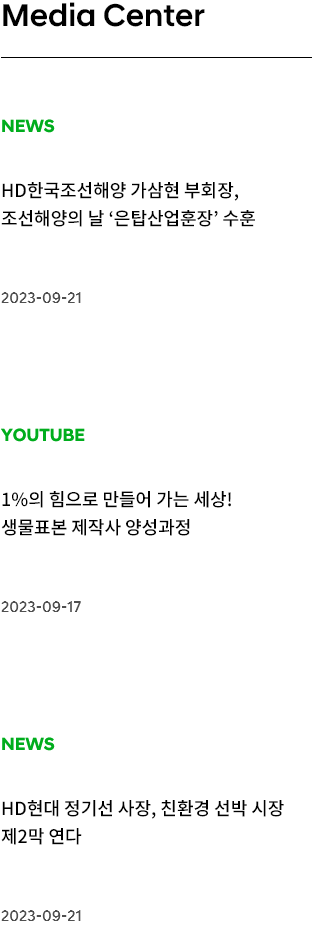 Media Center
NEWS
HD한국조선해양 가삼현 부회장,
조선해양의 날 ‘은탑산업훈장’ 수훈
2023-09-21
YOUTUBE
1%의 힘으로 만들어 가는 세상!
생물표본 제작사 양성과정
2023-09-17
NEWS
HD현대 정기선 사장, 친환경 선박 시장
제2막 연다
2023-09-21